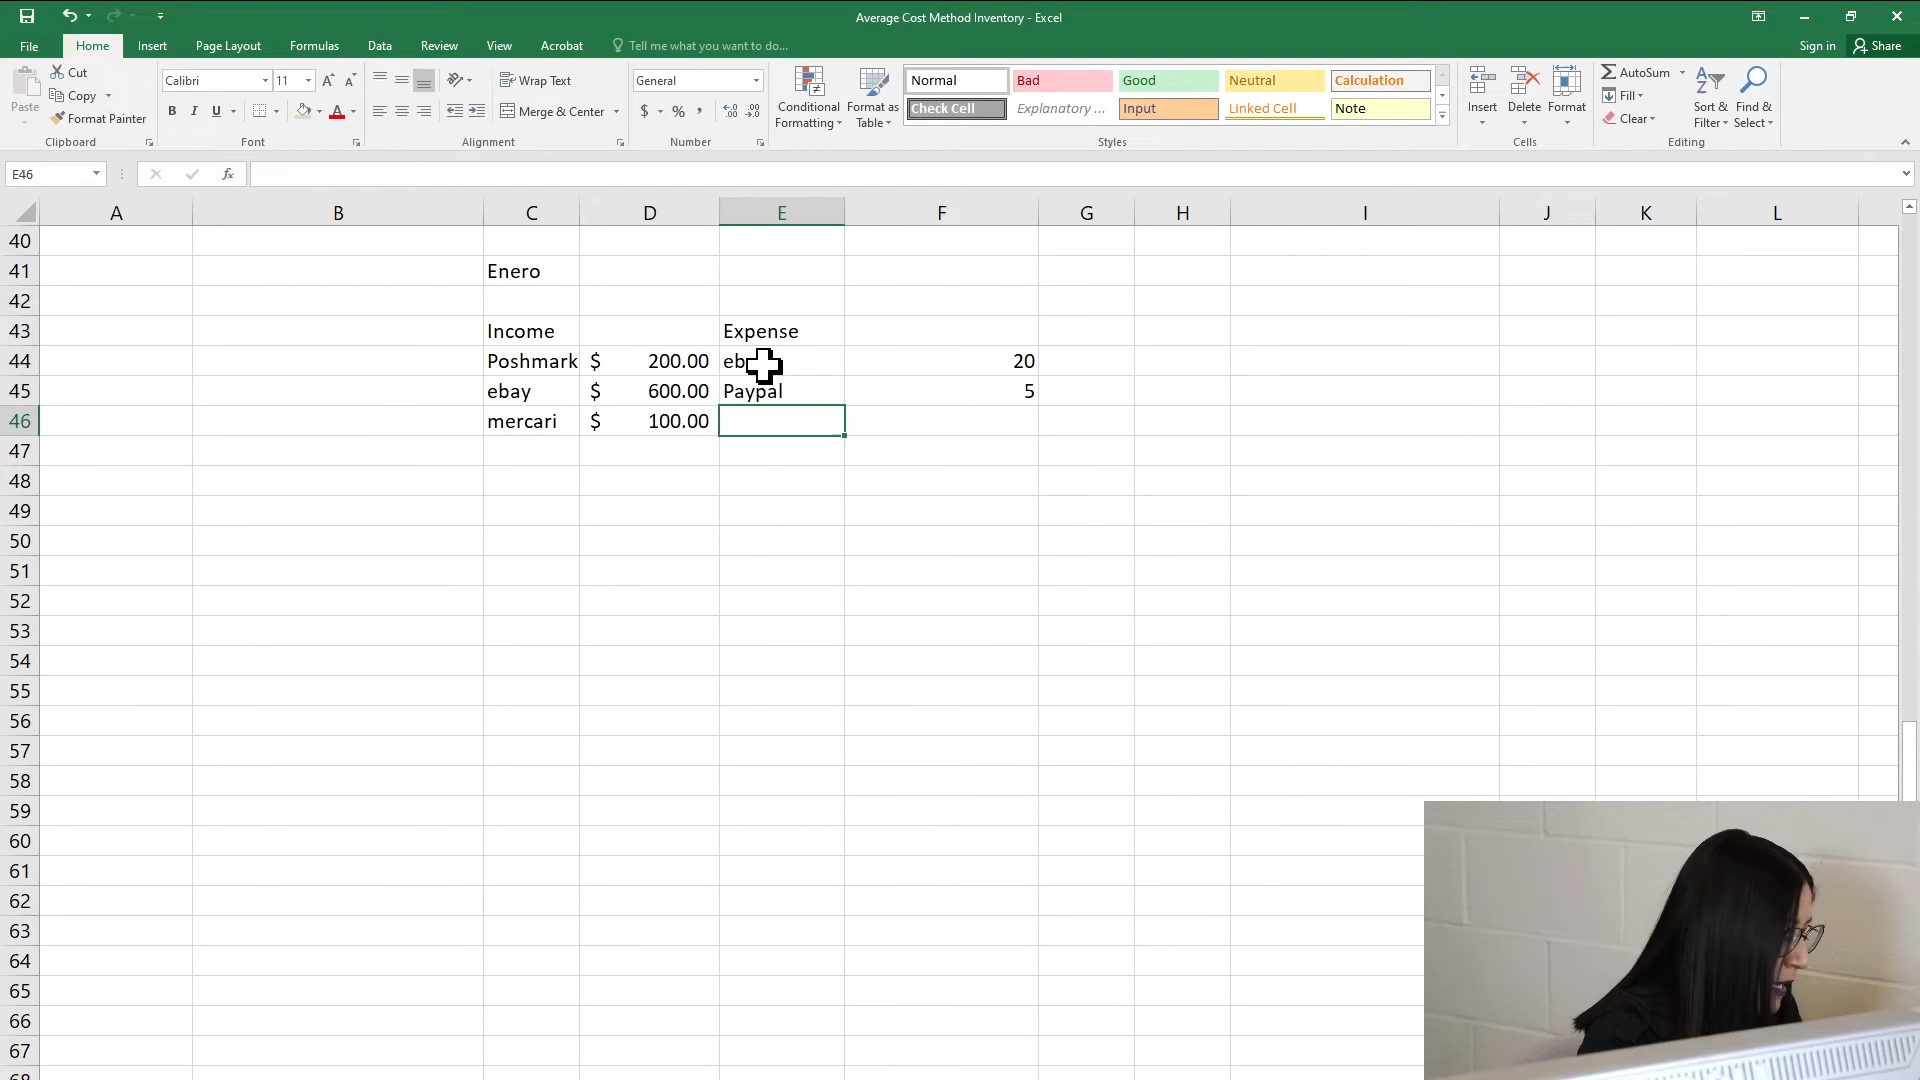 Average Cost Method Inventory - Excel
File Home Insert Page Layout Formulas Data Review View Acrobat Tell me what you want to do... Sign in Share
Paste Cut Copy Format Painter
Clipboard
Calibri 11 B I U
Font
Wrap Text Merge & Center
Alignment
General $ % ,
Number
Conditional Formatting Format as Table
Normal Bad Good Neutral Calculation
Check Cell Explanatory ... Input Linked Cell Note
Styles
Insert Delete Format
Cells
AutoSum Fill Clear Sort & Filter Find & Select
Editing
E46 fx
A B C D E F G H I J K L
40
41 Enero
42
43 Income Expense
44 Poshmark $ 200.00 20
45 ebay $ 600.00 Paypal 5
46 mercari $ 100.00
47
48
49
50
51
52
53
54
55
56
57
58
59
60
61
62
63
64
65
66
67